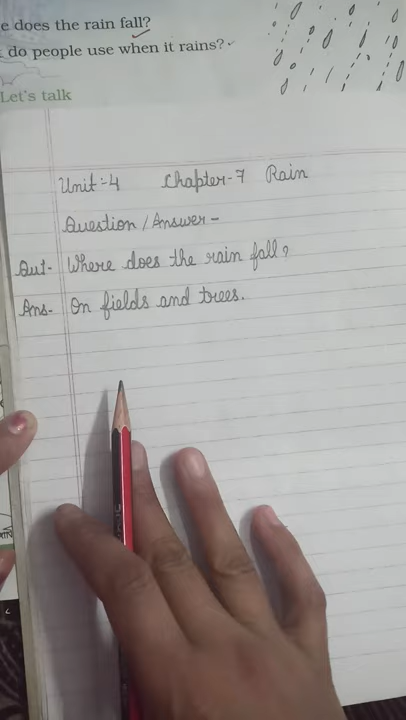 e does the rain fall?
do people use when it rains?
Let's talk
Unit:-4 Chapter-7 Rain
Question / Answer -
Qut- Where does the rain fall?
Ans- On fields and trees.